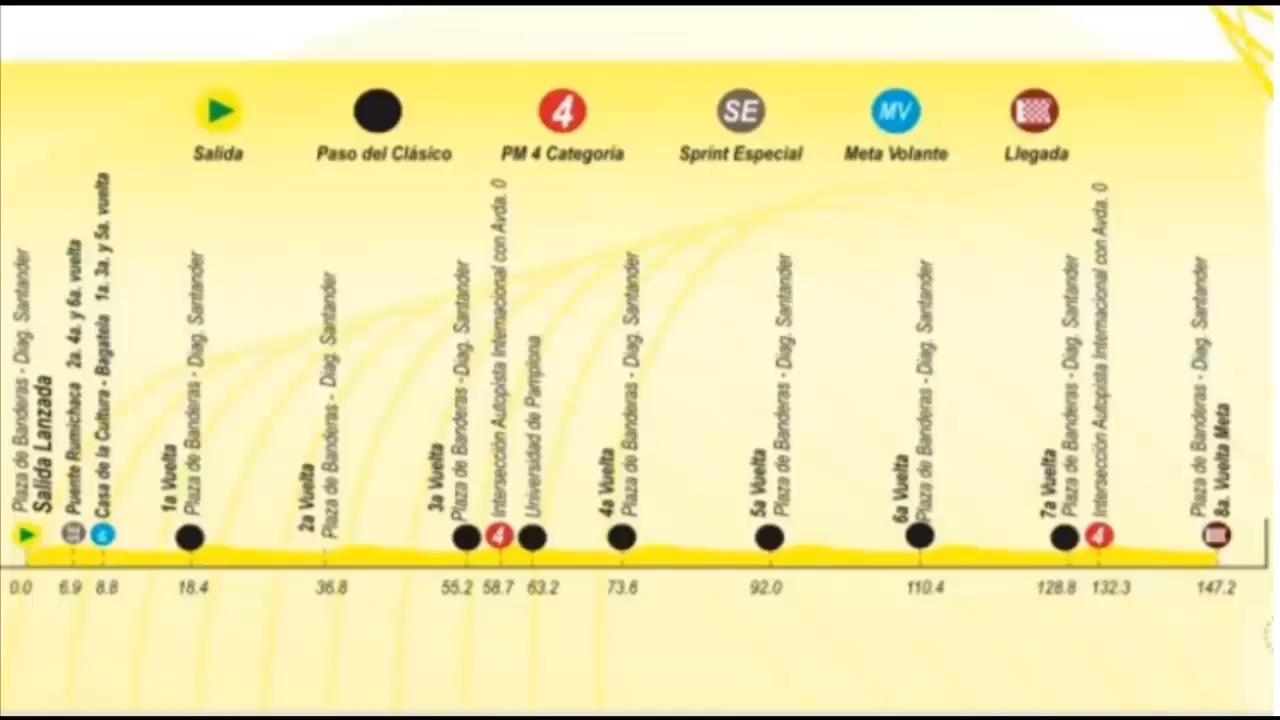 4
SE
MV
Salida
Paso del Clásico
PM 4 Categoría
Sprint Especial
Meta Volante
Llegada
Plaza de Banderas - Diag. Santander
Salida Lanzada
Puente Rumichaca 2a. 4a. y 6a. vuelta
Casa de la Cultura - Bagatela 1a. 3a. y 5a. vuelta
1a Vuelta
Plaza de Banderas - Diag. Santander
2a Vuelta
Plaza de Banderas - Diag. Santander
3a Vuelta
Plaza de Banderas - Diag. Santander
Intersección Autopista Internacional con Avda. 0
Universidad de Pamplona
4a Vuelta
Plaza de Banderas - Diag. Santander
5a Vuelta
Plaza de Banderas - Diag. Santander
6a Vuelta
Plaza de Banderas - Diag. Santander
7a Vuelta
Plaza de Banderas - Diag. Santander
Intersección Autopista Internacional con Avda. 0
Plaza de Banderas - Diag. Santander
8a. Vuelta Meta
SE
4
4
0.0 6.9 8.8 18.4 36.8 55.2 58.7 63.2 73.6 92.0 110.4 128.8 132.3 147.2